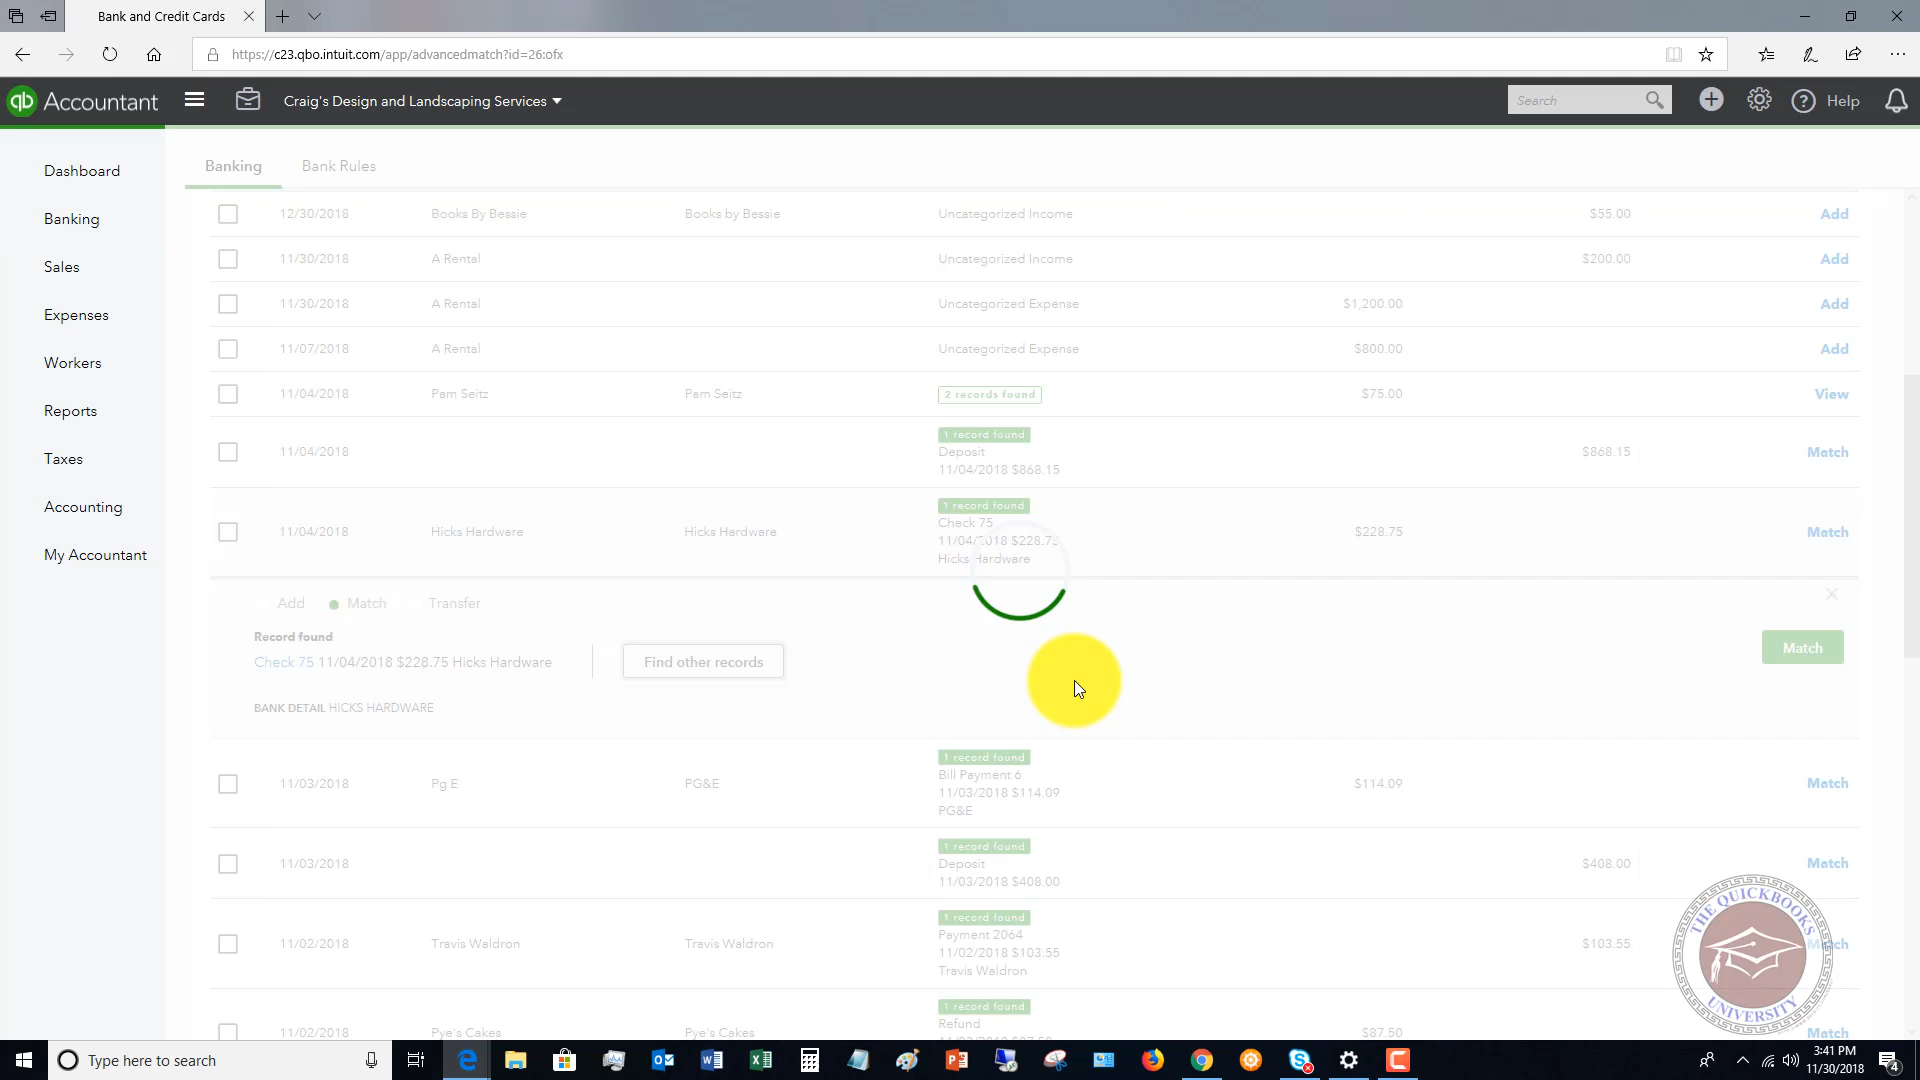 Bank and Credit Cards
https://c23.qbo.intuit.com/app/advancedmatch?id=26:ofx
qb Accountant
Craig's Design and Landscaping Services
Search
Help
Dashboard
Banking
Sales
Expenses
Workers
Reports
Taxes
Accounting
My Accountant
Banking Bank Rules
12/30/2018 Books By Bessie Books by Bessie Uncategorized Income $55.00 Add
11/30/2018 A Rental Uncategorized Income $200.00 Add
11/30/2018 A Rental Uncategorized Expense $1,200.00 Add
11/07/2018 A Rental Uncategorized Expense $800.00 Add
11/04/2018 Pam Seitz Pam Seitz 2 records found $75.00 View
1 record found
11/04/2018 Deposit $868.15 Match
11/04/2018 $868.15
1 record found
Check 75
11/04/2018 Hicks Hardware Hicks Hardware 11/04/2018 $228.75 $228.75 Match
Hicks Hardware
Add Match Transfer
Record found
Check 75 11/04/2018 $228.75 Hicks Hardware Find other records Match
BANK DETAIL HICKS HARDWARE
1 record found
Bill Payment 6
11/03/2018 Pg E PG&E 11/03/2018 $114.09 $114.09 Match
PG&E
1 record found
11/03/2018 Deposit $408.00 Match
11/03/2018 $408.00
1 record found
Payment 2064
11/02/2018 Travis Waldron Travis Waldron 11/02/2018 $103.55 $103.55
Travis Waldron
1 record found
Refund
11/02/2018 Pye's Cakes Pye's Cakes $87.50 Match
THE QUICKBOOKS
UNIVERSITY
Type here to search
3:41 PM
11/30/2018
4